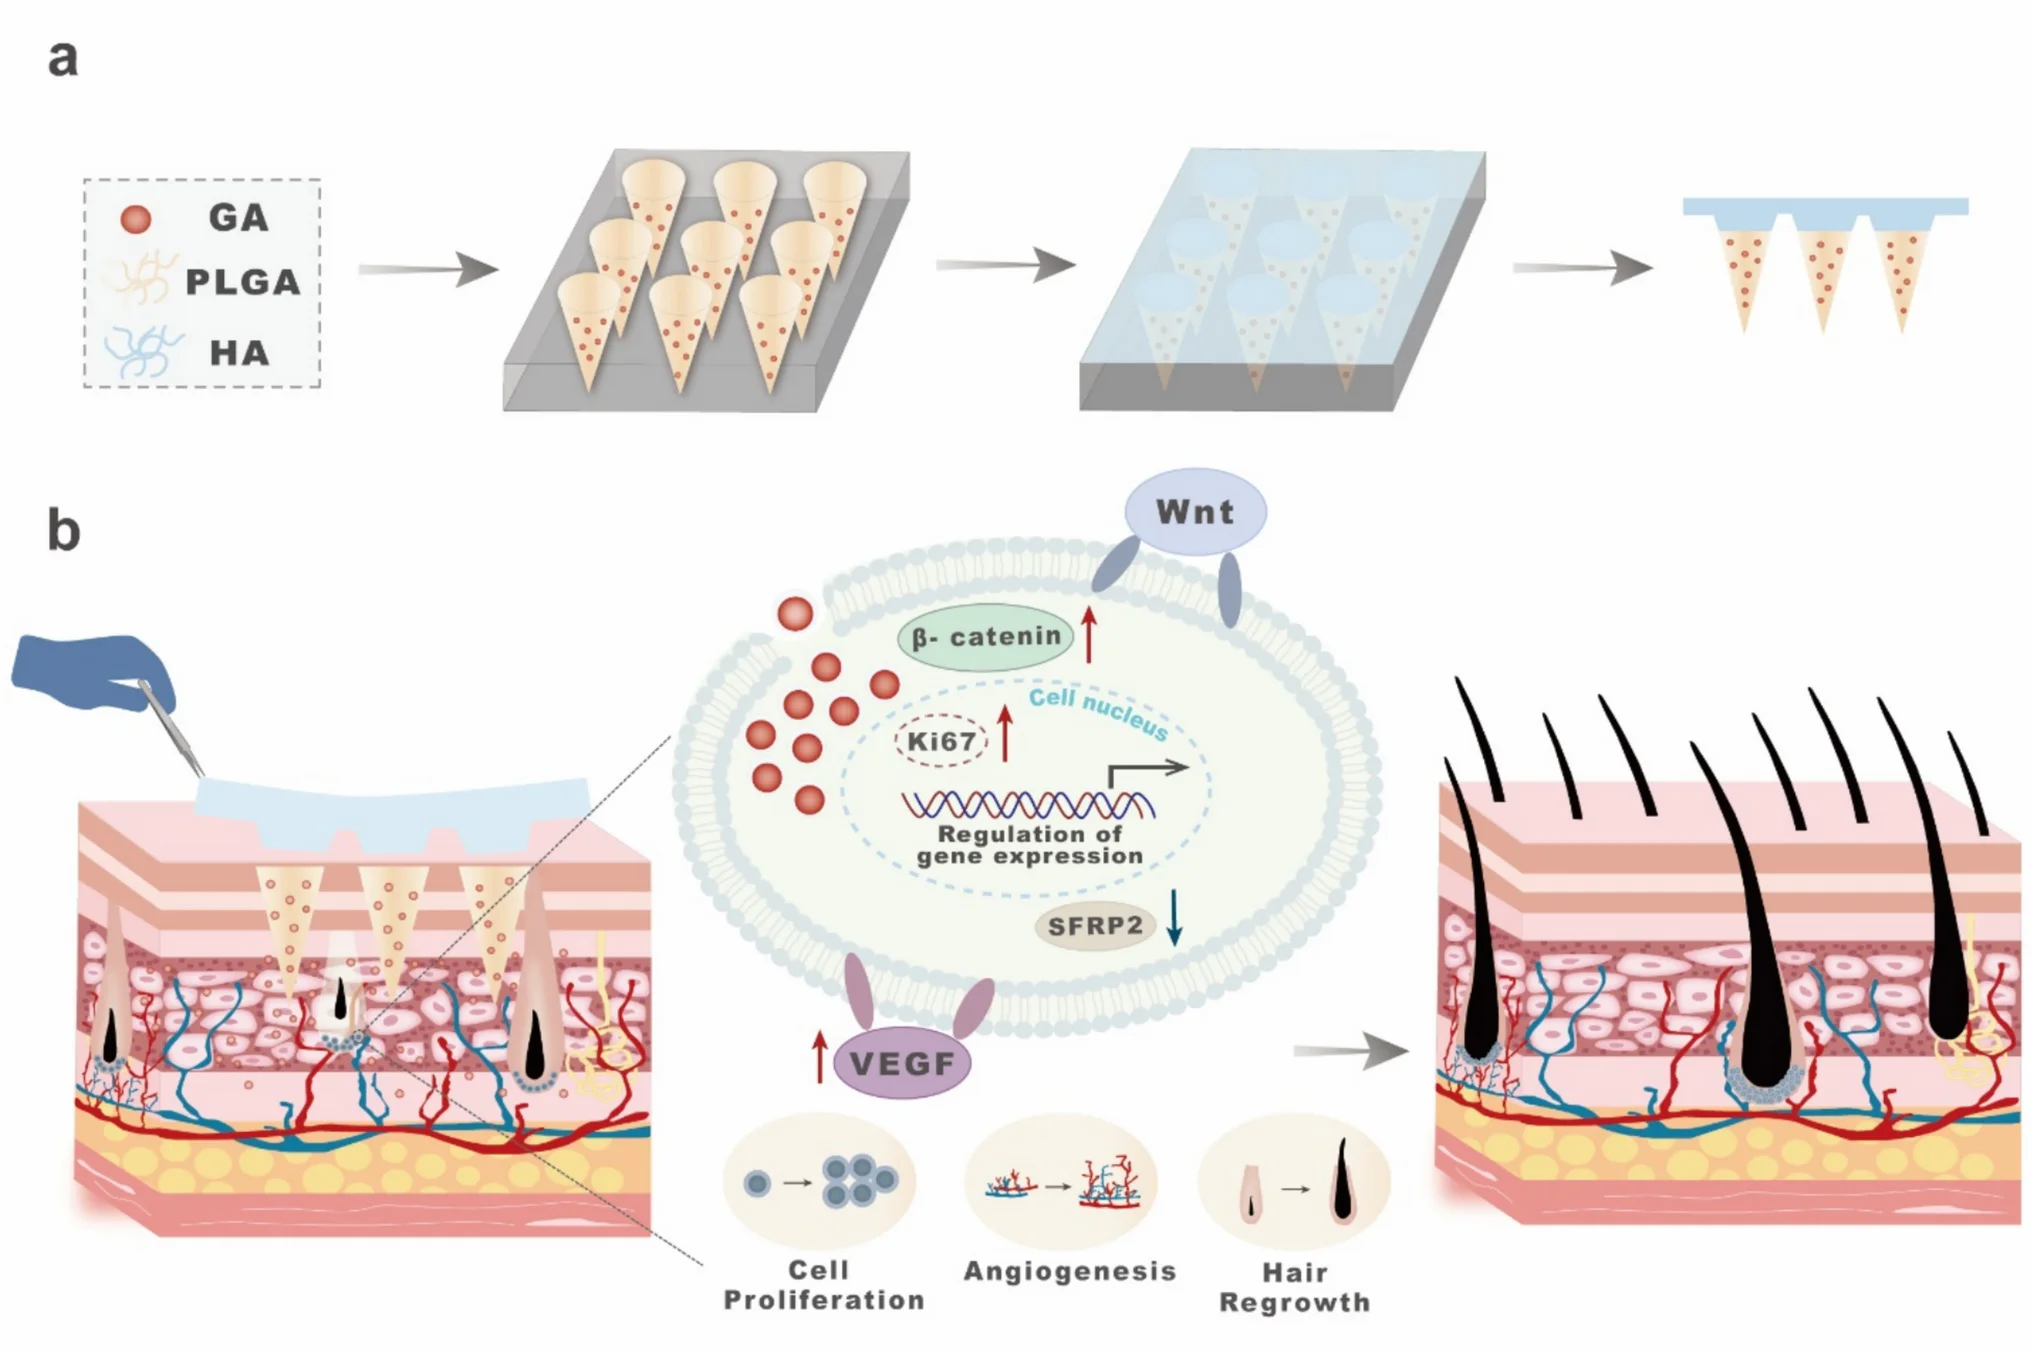 a
GA
PLGA
HA
b
Wnt
β- catenin
Cell nucleus
Ki67
Regulation of
gene expression
SFRP2
VEGF
Cell
Proliferation
Angiogenesis
Hair
Regrowth